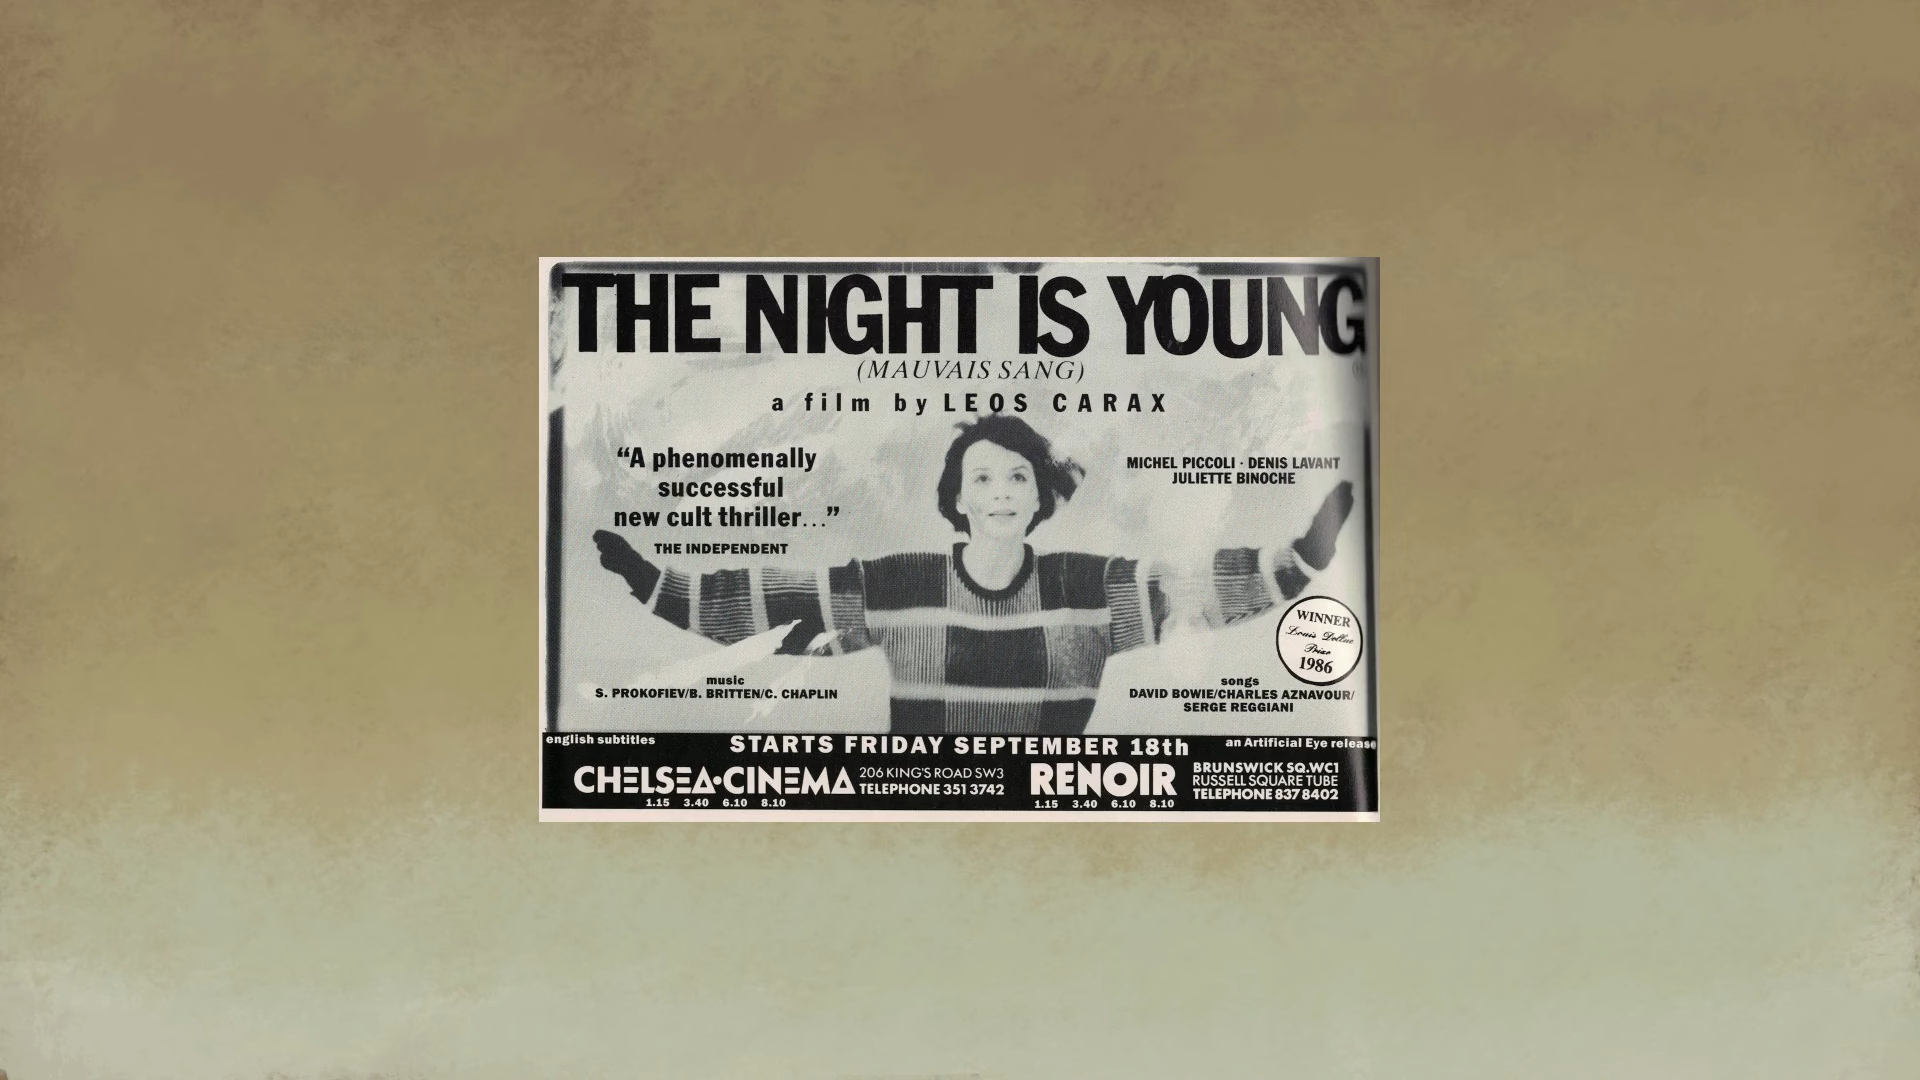 THE NIGHT IS YOUNG
(MAUVAIS SANG)
a film by LEOS CARAX
“A phenomenally
successful
new cult thriller...”
THE INDEPENDENT
MICHEL PICCOLI · DENIS LAVANT
JULIETTE BINOCHE
WINNER
Louis Delluc
Prize
1986
music
S. PROKOFIEV/B. BRITTEN/C. CHAPLIN
songs
DAVID BOWIE/CHARLES AZNAVOUR/
SERGE REGGIANI
english subtitles
STARTS FRIDAY SEPTEMBER 18th
an Artificial Eye release
CHELSEA·CINEMA
206 KING'S ROAD SW3
TELEPHONE 351 3742
1.15 3.40 6.10 8.10
RENOIR
BRUNSWICK SQ.WC1
RUSSELL SQUARE TUBE
TELEPHONE 837 8402
1.15 3.40 6.10 8.10